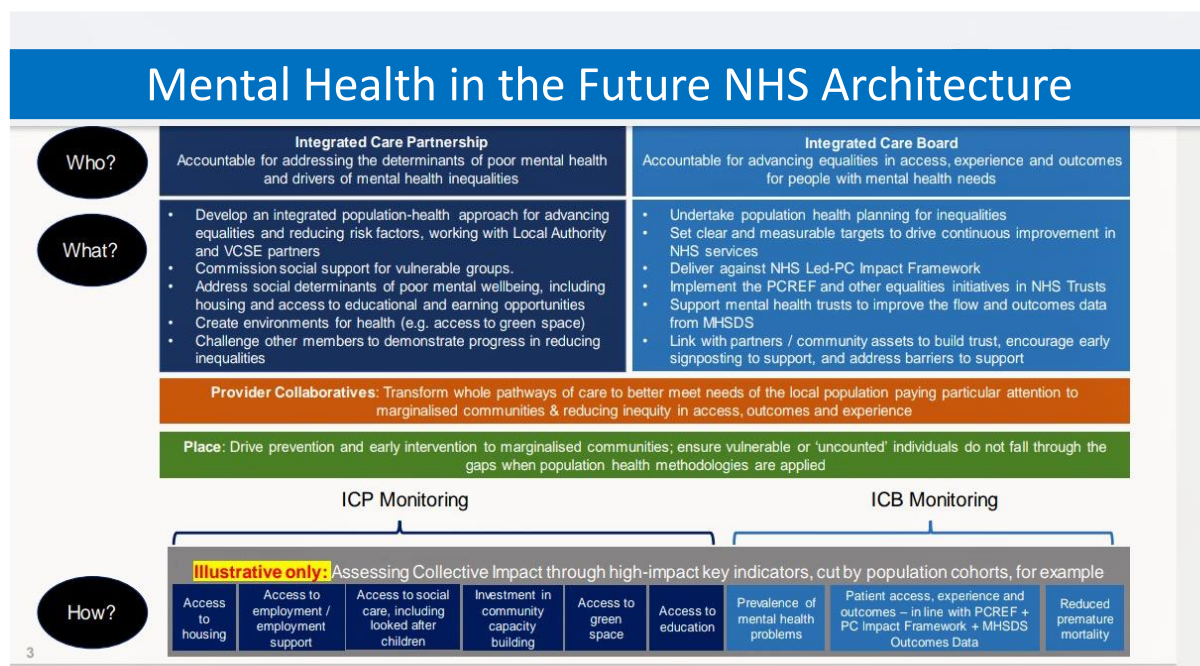 Mental Health in the Future NHS Architecture
Who?
Integrated Care Partnership
Accountable for addressing the determinants of poor mental health
and drivers of mental health inequalities
Integrated Care Board
Accountable for advancing equalities in access, experience and outcomes
for people with mental health needs
What?
• Develop an integrated population-health approach for advancing
equalities and reducing risk factors, working with Local Authority
and VCSE partners
• Commission social support for vulnerable groups.
• Address social determinants of poor mental wellbeing, including
housing and access to educational and earning opportunities
• Create environments for health (e.g. access to green space)
• Challenge other members to demonstrate progress in reducing
inequalities
• Undertake population health planning for inequalities
• Set clear and measurable targets to drive continuous improvement in
NHS services
• Deliver against NHS Led-PC Impact Framework
• Implement the PCREF and other equalities initiatives in NHS Trusts
• Support mental health trusts to improve the flow and outcomes data
from MHSDS
• Link with partners / community assets to build trust, encourage early
signposting to support, and address barriers to support
Provider Collaboratives: Transform whole pathways of care to better meet needs of the local population paying particular attention to
marginalised communities & reducing inequity in access, outcomes and experience
Place: Drive prevention and early intervention to marginalised communities; ensure vulnerable or ‘uncounted’ individuals do not fall through the
gaps when population health methodologies are applied
ICP Monitoring
ICB Monitoring
How?
Illustrative only: Assessing Collective Impact through high-impact key indicators, cut by population cohorts, for example
Access
to
housing
Access to
employment /
employment
support
Access to social
care, including
looked after
children
Investment in
community
capacity
building
Access to
green
space
Access to
education
Prevalence of
mental health
problems
Patient access, experience and
outcomes – in line with PCREF +
PC Impact Framework + MHSDS
Outcomes Data
Reduced
premature
mortality
3